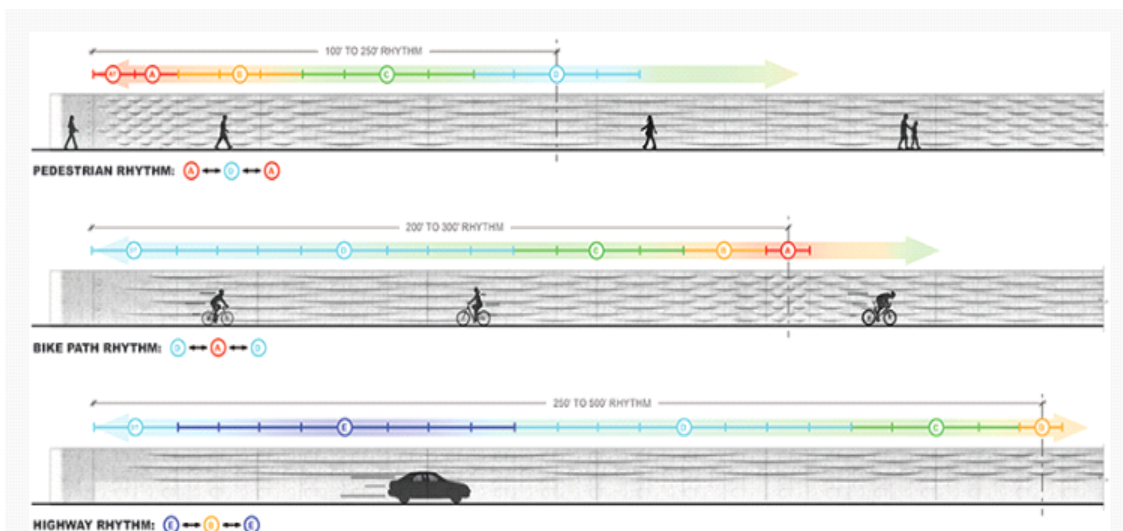 100' TO 250' RHYTHM
A B C D
PEDESTRIAN RHYTHM: A D A
200' TO 300' RHYTHM
D C B A
BIKE PATH RHYTHM: D A D
250' TO 500' RHYTHM
E D C B
HIGHWAY RHYTHM: E B E